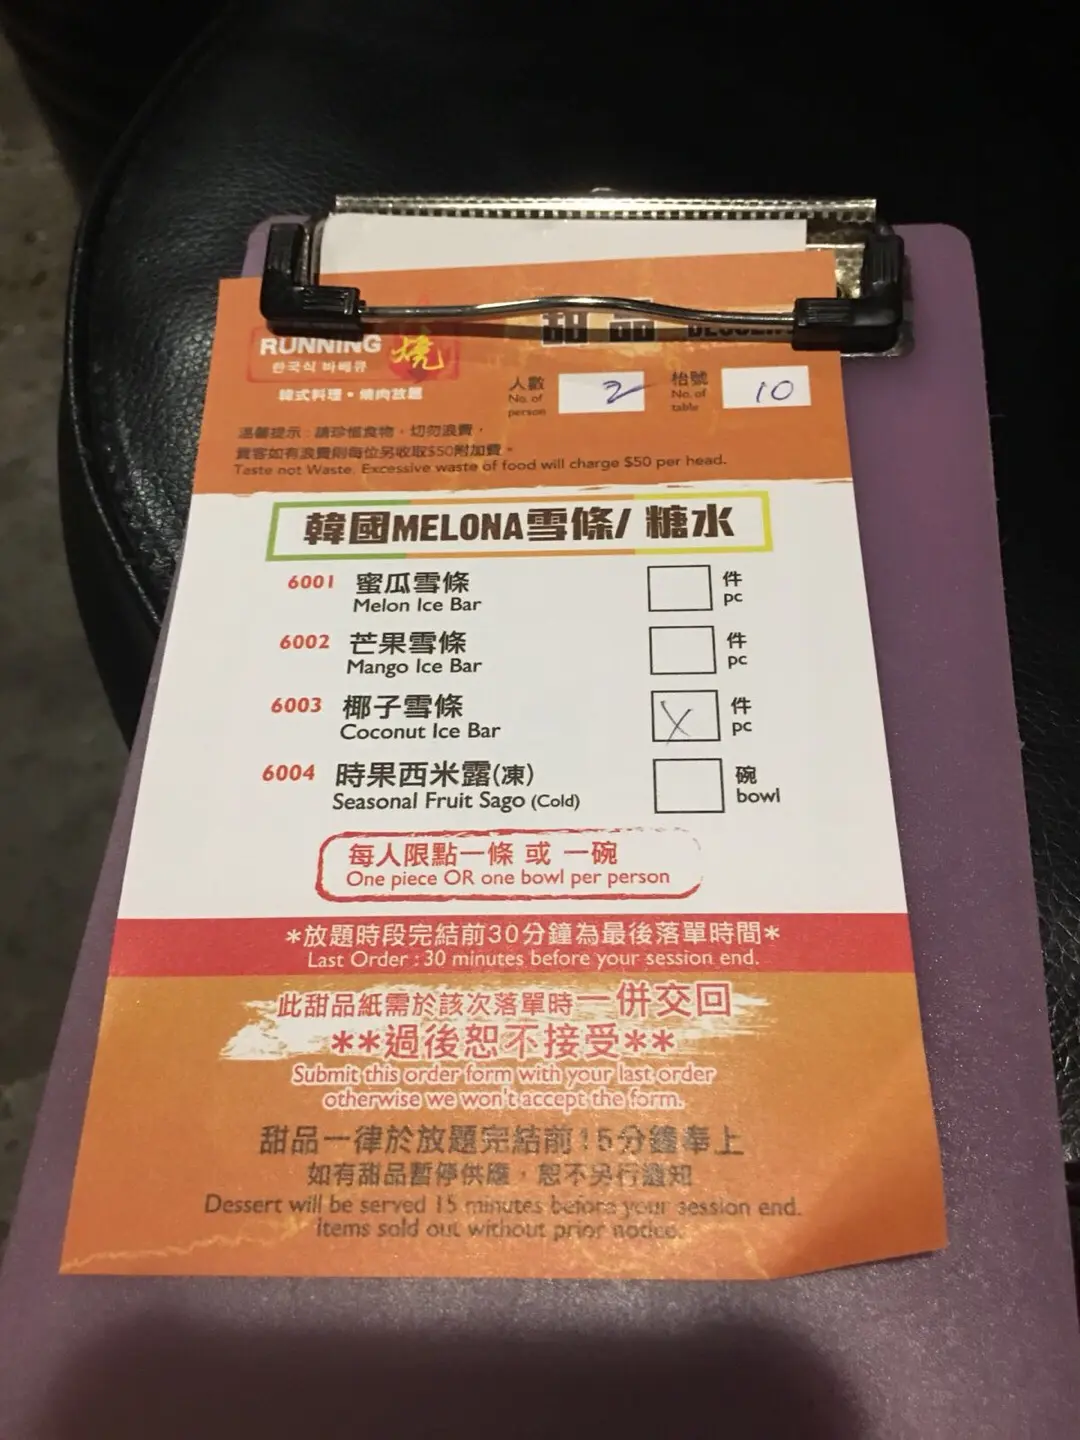 甜品 DESSERT
RUNNING 燒
한국식 바베큐
韓式料理•燒肉放題
人數 2 枱號 10
No. of person No. of table
溫馨提示：請珍惜食物，切勿浪費，
賓客如有浪費則每位另收取$50附加費。
Taste not Waste. Excessive waste of food will charge $50 per head.
韓國MELONA雪條/ 糖水
6001 蜜瓜雪條 件
Melon Ice Bar pc
6002 芒果雪條 件
Mango Ice Bar pc
6003 椰子雪條 X 件
Coconut Ice Bar pc
6004 時果西米露(凍) 碗
Seasonal Fruit Sago (Cold) bowl
每人限點一條 或 一碗
One piece OR one bowl per person
*放題時段完結前30分鐘為最後落單時間*
Last Order : 30 minutes before your session end.
此甜品紙需於該次落單時一併交回
**過後恕不接受**
Submit this order form with your last order
otherwise we won't accept the form.
甜品一律於放題完結前15分鐘奉上
如有甜品暫停供應，恕不另行通知
Dessert will be served 15 minutes before your session end.
Items sold out without prior notice.